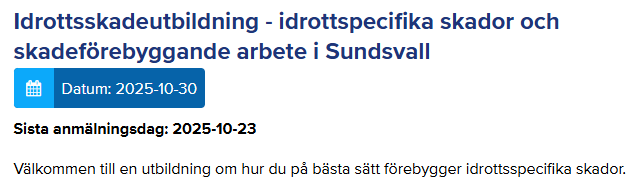 Idrottsskadeutbildning - idrottspecifika skador och
skadeförebyggande arbete i Sundsvall
Datum: 2025-10-30
Sista anmälningsdag: 2025-10-23
Välkommen till en utbildning om hur du på bästa sätt förebygger idrottsspecifika skador.